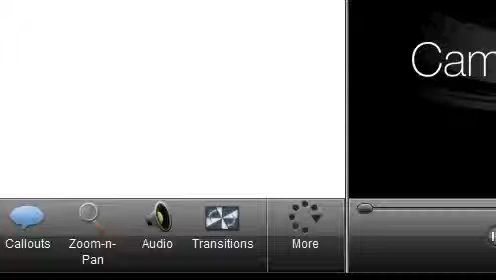 Cam
Callouts
Zoom-n-
Pan
Audio
Transitions
More